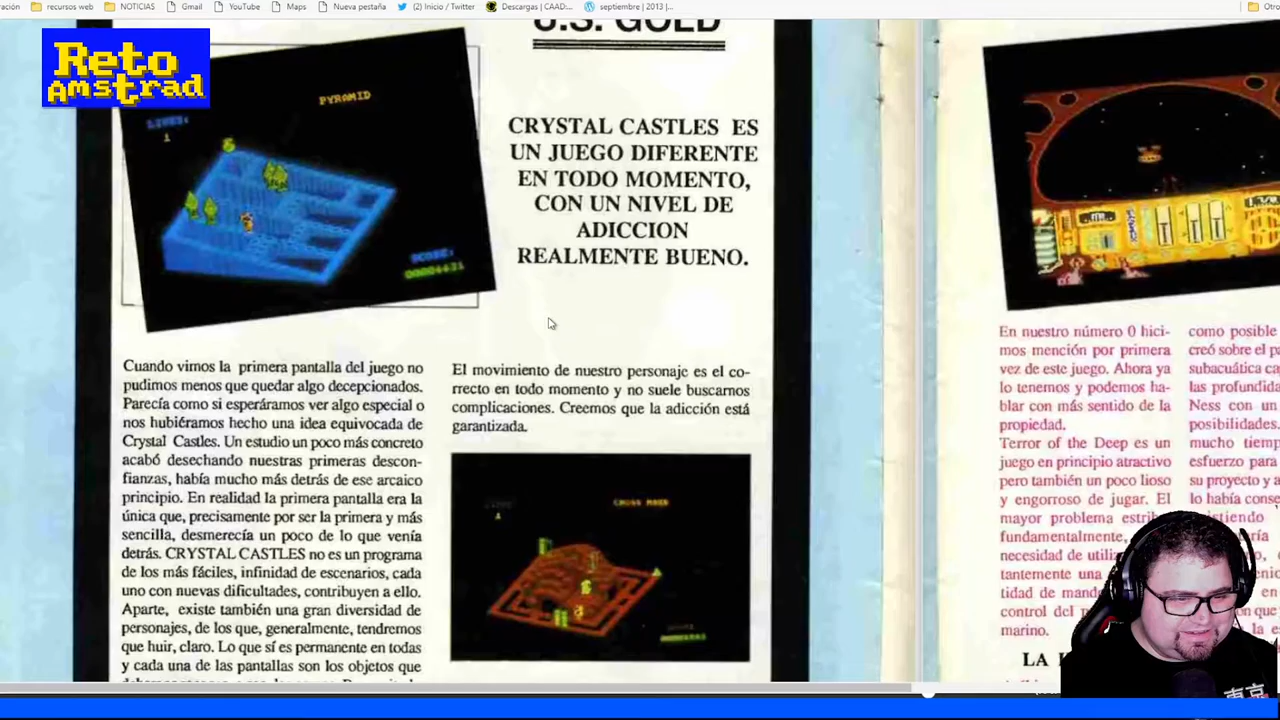 ración recursos web NOTICIAS Gmail YouTube Maps Nueva pestaña (2) Inicio / Twitter Descargas | CAAD:... septiembre | 2013 |... Otro
Reto
Amstrad
U.S. GOLD
PYRAMID
LIVES:
1
SCORE:
CRYSTAL CASTLES ES
UN JUEGO DIFERENTE
EN TODO MOMENTO,
CON UN NIVEL DE
ADICCION
REALMENTE BUENO.
Cuando vimos la primera pantalla del juego no
pudimos menos que quedar algo decepcionados.
Parecía como si esperáramos ver algo especial o
nos hubiéramos hecho una idea equivocada de
Crystal Castles. Un estudio un poco más concreto
acabó desechando nuestras primeras descon-
fianzas, había mucho más detrás de ese arcaico
principio. En realidad la primera pantalla era la
única que, precisamente por ser la primera y más
sencilla, desmerecía un poco de lo que venía
detrás. CRYSTAL CASTLES no es un programa
de los más fáciles, infinidad de escenarios, cada
uno con nuevas dificultades, contribuyen a ello.
Aparte, existe también una gran diversidad de
personajes, de los que, generalmente, tendremos
que huir, claro. Lo que sí es permanente en todas
y cada una de las pantallas son los objetos que
El movimiento de nuestro personaje es el co-
rrecto en todo momento y no suele buscarnos
complicaciones. Creemos que la adicción está
garantizada.
CROSS MAZE
En nuestro número 0 hici-
mos mención por primera
vez de este juego. Ahora ya
lo tenemos y podemos ha-
blar con más sentido de la
propiedad.
Terror of the Deep es un
juego en principio atractivo
pero también un poco lioso
y engorroso de jugar. El
mayor problema estrib
fundamentalmente,
necesidad de utiliz
tantemente una
tidad de mand
control del p
marino.
LA
como posible
creó sobre el pa
subacuática ca
las profundida
Ness con un
posibilidades.
mucho tiemp
esfuerzo para
su proyecto y a
lo había conse
istiendo
東京